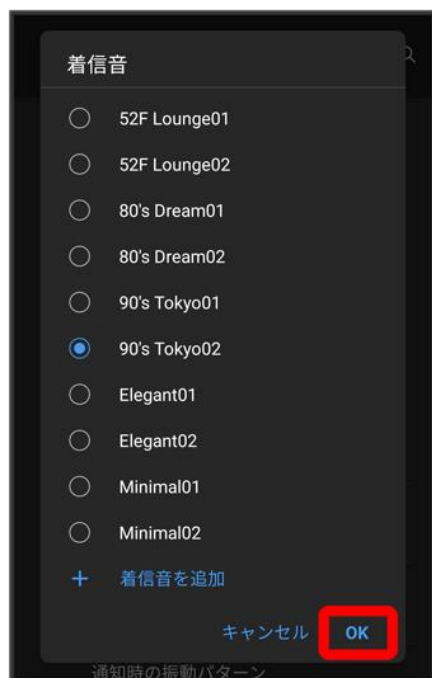 着信音
52F Lounge01
52F Lounge02
80's Dream01
80's Dream02
90's Tokyo01
90's Tokyo02
Elegant01
Elegant02
Minimal01
Minimal02
+ 着信音を追加
キャンセル OK
通知時の振動パターン